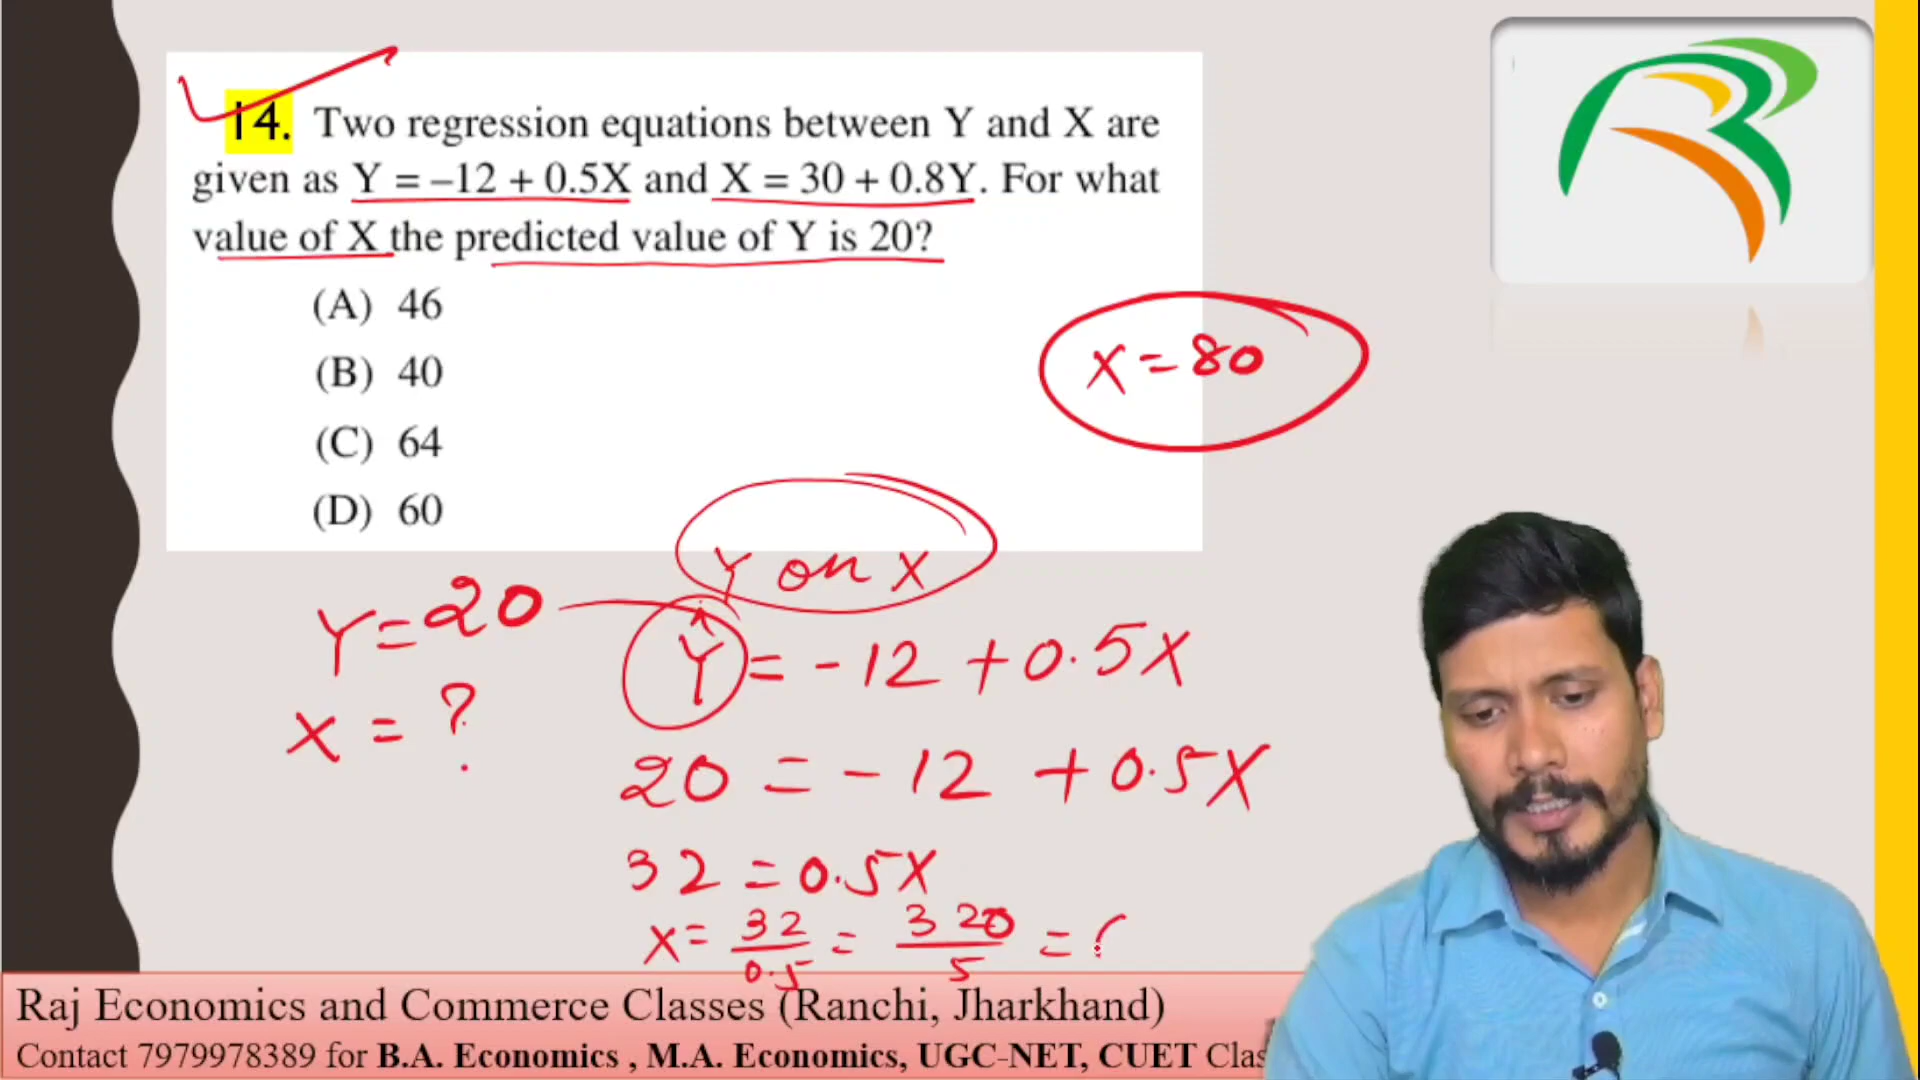 14. Two regression equations between Y and X are
given as Y = –12 + 0.5X and X = 30 + 0.8Y. For what
value of X the predicted value of Y is 20?
(A) 46
(B) 40
(C) 64
(D) 60
X = 80
Y on X
Y = 20
Y = - 12 + 0.5X
X = ?
20 = - 12 + 0.5X
32 = 0.5X
X = 32/0.5 = 320/5 = (
Raj Economics and Commerce Classes (Ranchi, Jharkhand)
Contact 7979978389 for B.A. Economics , M.A. Economics, UGC-NET, CUET Clas